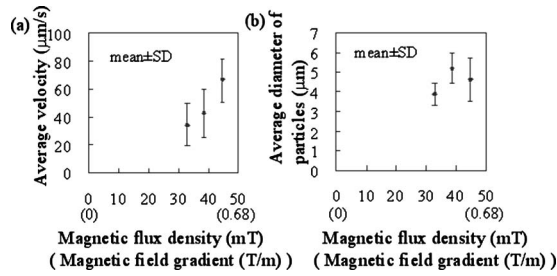 (a)
Average velocity (μm/s)
100
80
60
40
20
0
mean±SD
0 10 20 30 40 50
(0) (0.68)
Magnetic flux density (mT)
( Magnetic field gradient (T/m) )
(b)
Average diameter of
particles (μm)
7
6
5
4
3
2
1
0
mean±SD
0 10 20 30 40 50
(0) (0.68)
Magnetic flux density (mT)
( Magnetic field gradient (T/m) )